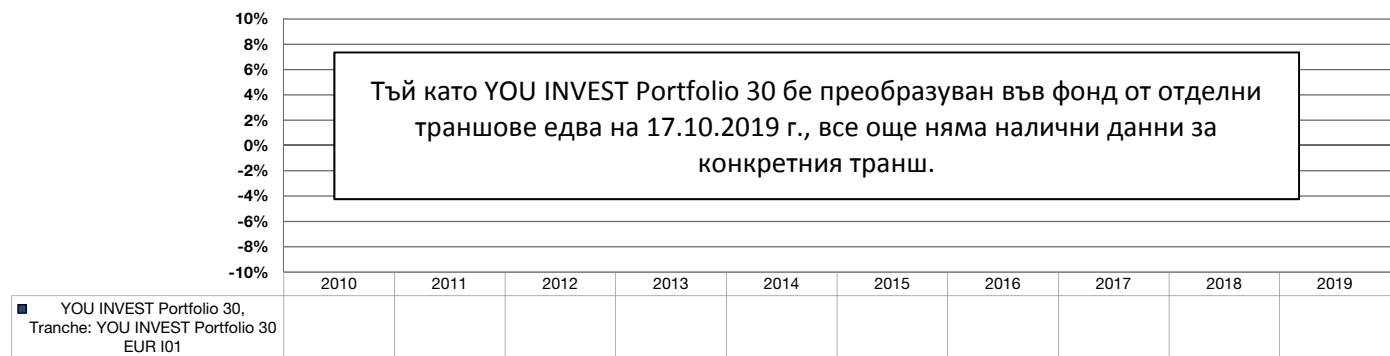 10%
8%
6%
4%
2%
0%
-2%
-4%
-6%
-8%
-10%
Тъй като YOU INVEST Portfolio 30 бе преобразуван във фонд от отделни
траншове едва на 17.10.2019 г., все още няма налични данни за
конкретния транш.
2010 2011 2012 2013 2014 2015 2016 2017 2018 2019
YOU INVEST Portfolio 30,
Tranche: YOU INVEST Portfolio 30
EUR I01